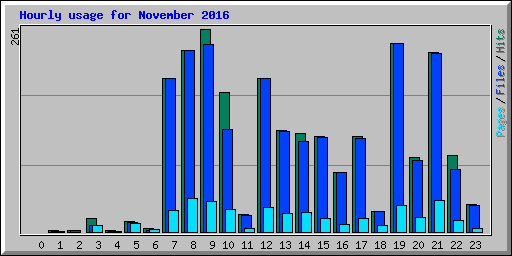 Hourly usage for November 2016
261
Pages / Files / Hits
0 1 2 3 4 5 6 7 8 9 10 11 12 13 14 15 16 17 18 19 20 21 22 23